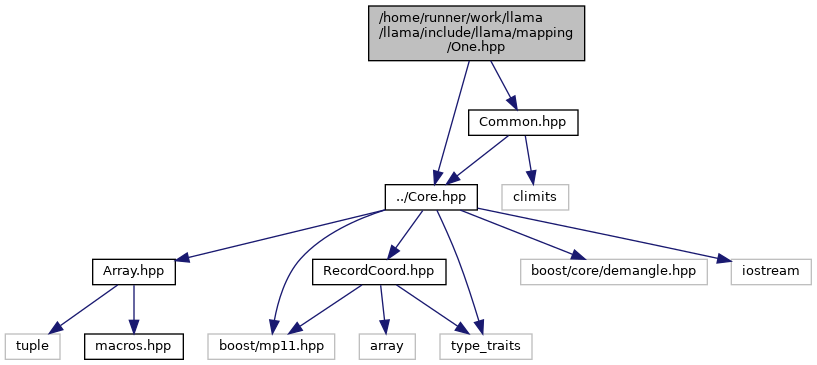 /home/runner/work/llama
/llama/include/llama/mapping
/One.hpp
Common.hpp
../Core.hpp
climits
Array.hpp
RecordCoord.hpp
boost/core/demangle.hpp
iostream
tuple
macros.hpp
boost/mp11.hpp
array
type_traits